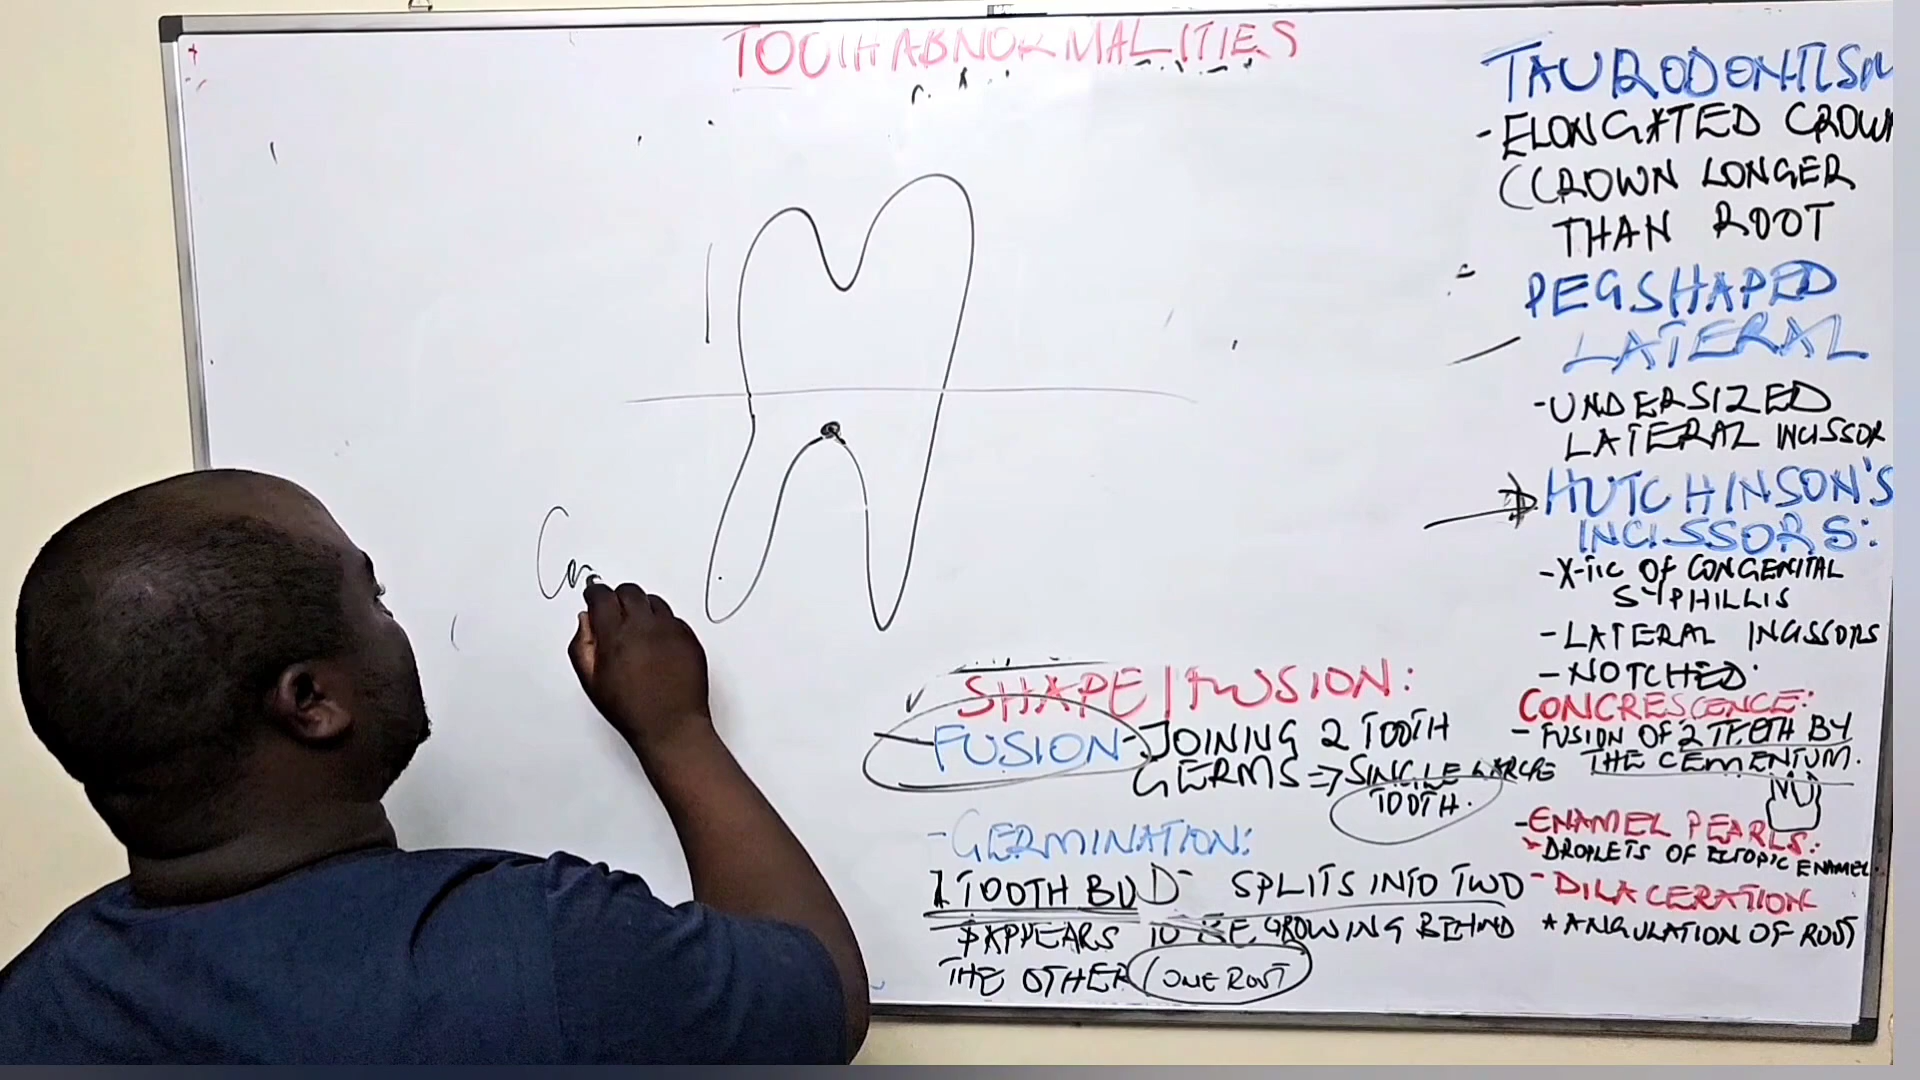 TOOTH ABNORMALITIES
TAURODONTISM
- ELONGATED CROWN
(CROWN LONGER
THAN ROOT
PEGSHAPED
LATERAL
- UNDERSIZED
LATERAL INCISSOR
HUTCHINSON'S
INCISSORS:
- X-TIC OF CONGENITAL
SYPHILLIS
- LATERAL INCISSORS
- NOTCHED.
CONCRESCENCE:
- FUSION OF 2 TEETH BY
THE CEMENTUM.
- ENAMEL PEARLS:
DROPLETS OF ECTOPIC ENAMEL.
- DILACERATION
* ANGULATION OF ROOT
SHAPE/FUSION:
- FUSION - JOINING 2 TOOTH
GERMS => SINGLE LARGE
TOOTH.
- GERMINATION:
1 TOOTH BUD - SPLITS INTO TWO
$ APPEARS TO BE GROWING BEHIND
THE OTHER (ONE ROOT)